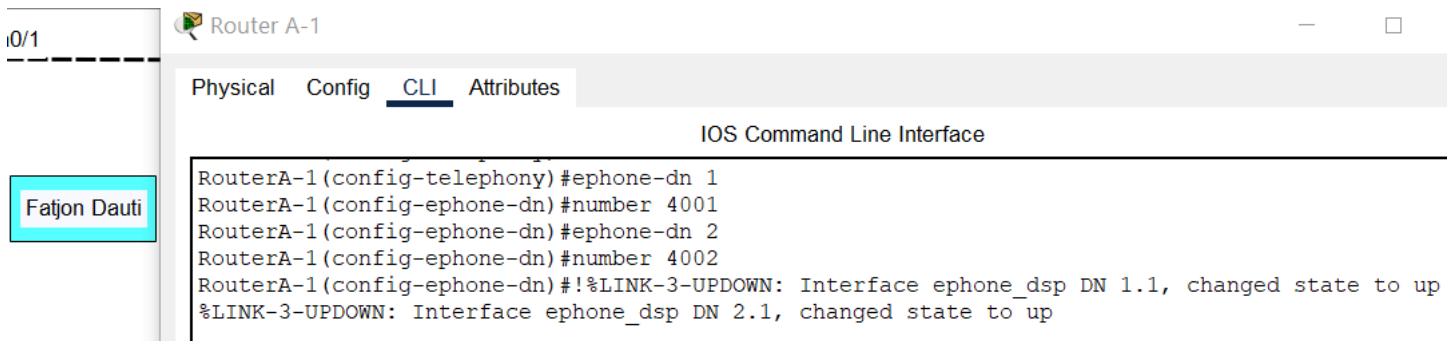 0/1
Router A-1
Physical Config CLI Attributes
IOS Command Line Interface
Fatjon Dauti
RouterA-1(config-telephony)#ephone-dn 1
RouterA-1(config-ephone-dn)#number 4001
RouterA-1(config-ephone-dn)#ephone-dn 2
RouterA-1(config-ephone-dn)#number 4002
RouterA-1(config-ephone-dn)#!%LINK-3-UPDOWN: Interface ephone_dsp DN 1.1, changed state to up
%LINK-3-UPDOWN: Interface ephone_dsp DN 2.1, changed state to up